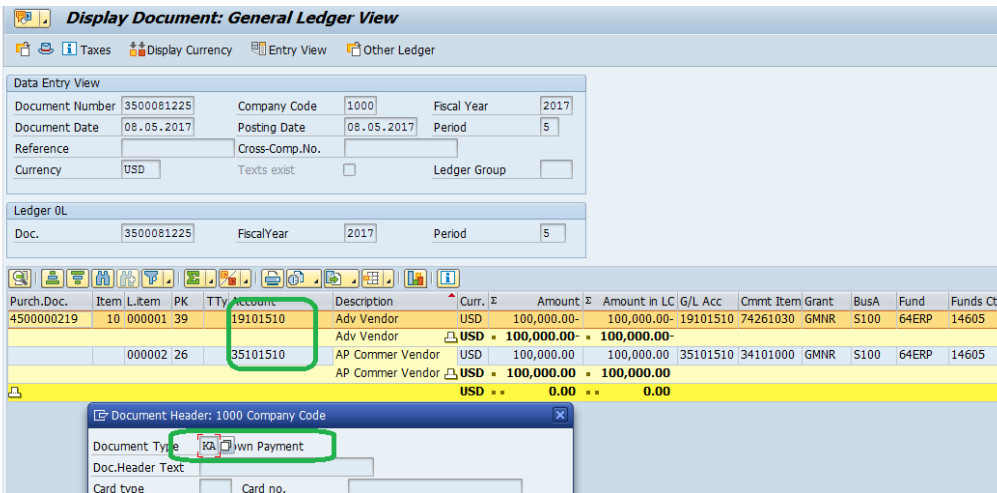 Display Document: General Ledger View
Taxes Display Currency Entry View Other Ledger
Data Entry View
Document Number 3500081225 Company Code 1000 Fiscal Year 2017
Document Date 08.05.2017 Posting Date 08.05.2017 Period 5
Reference Cross-Comp.No.
Currency USD Texts exist Ledger Group
Ledger 0L
Doc. 3500081225 FiscalYear 2017 Period 5
Purch.Doc. Item L.item PK TTy Account Description Curr. Σ Amount Σ Amount in LC G/L Acc Cmmt Item Grant BusA Fund Funds Ct
4500000219 10 000001 39 19101510 Adv Vendor USD 100,000.00- 100,000.00- 19101510 74261030 GMNR S100 64ERP 14605
Adv Vendor USD 100,000.00- 100,000.00-
000002 26 35101510 AP Commer Vendor USD 100,000.00 100,000.00 35101510 34101000 GMNR S100 64ERP 14605
AP Commer Vendor USD 100,000.00 100,000.00
USD 0.00 0.00
Document Header: 1000 Company Code
Document Type KA wn Payment
Doc.Header Text
Card type Card no.